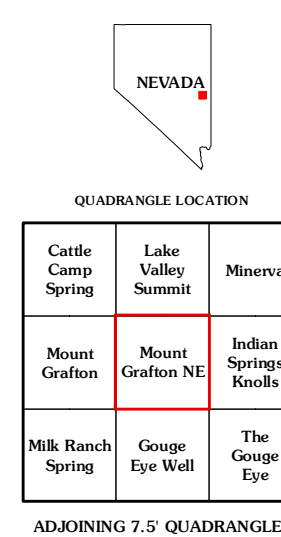 NEVADA
QUADRANGLE LOCATION
Cattle
Camp
Spring
Lake
Valley
Summit
Minerva
Mount
Grafton
Mount
Grafton NE
Indian
Springs
Knolls
Milk Ranch
Spring
Gouge
Eye Well
The
Gouge
Eye
ADJOINING 7.5' QUADRANGLE